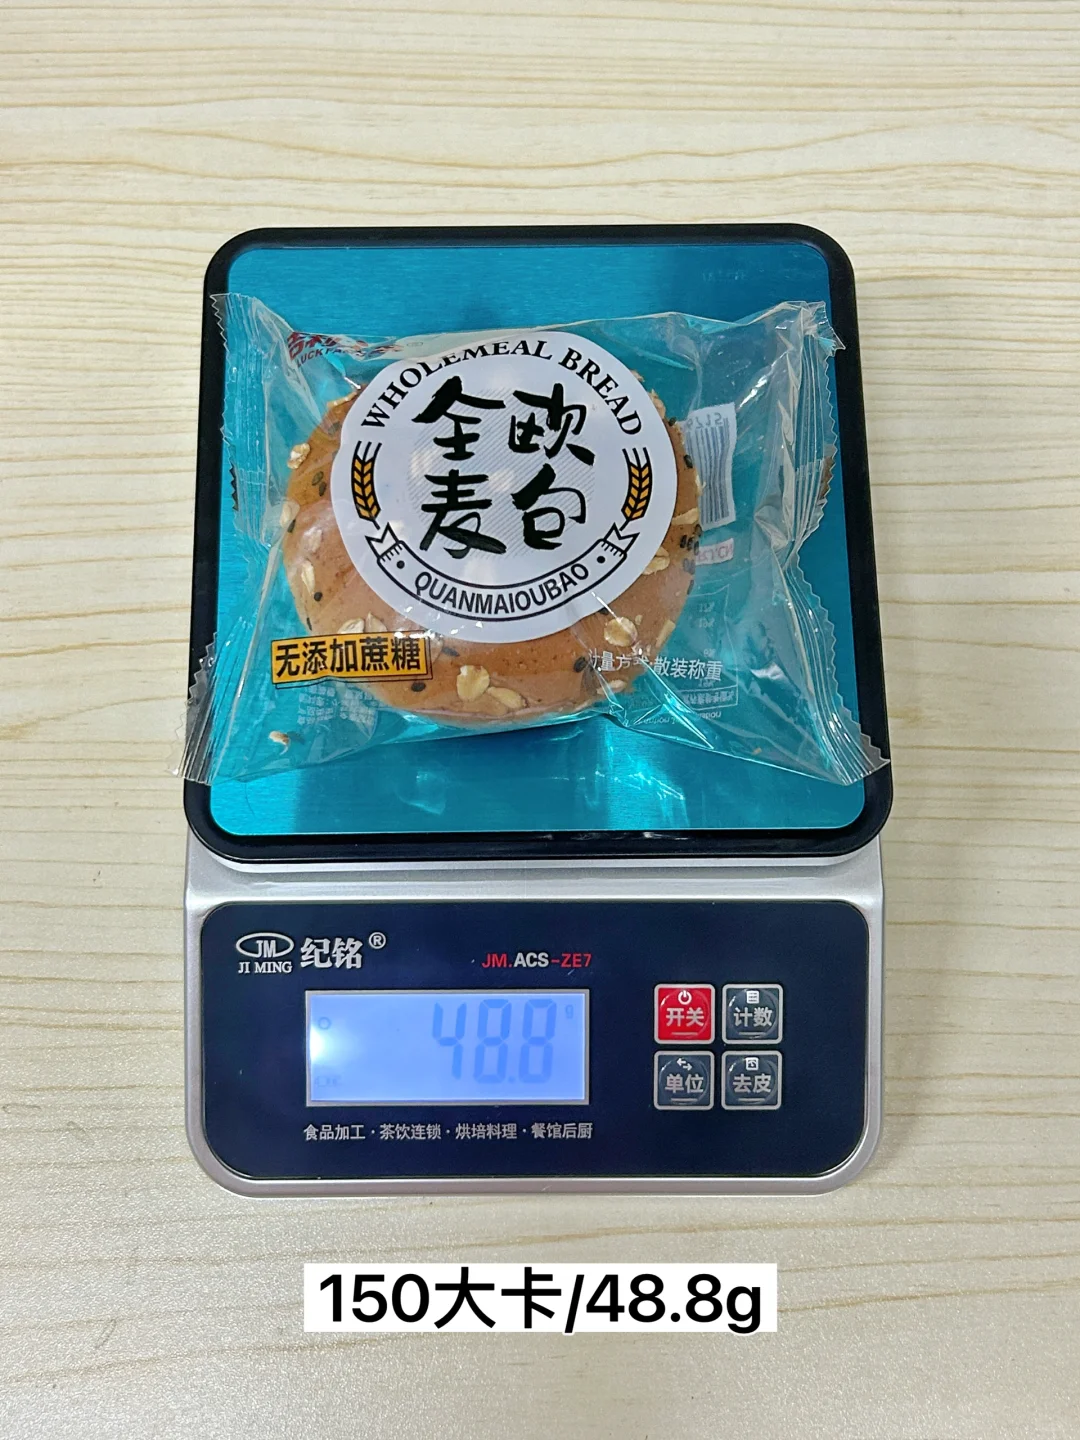 WHOLEMEAL BREAD
全欧
麦包
QUANMAIOUBAO
无添加蔗糖
散装称重
JM
JI MING
纪铭®
JM.ACS-ZE7
48.8 g
开关
计数
单位
去皮
食品加工·茶饮连锁·烘培料理·餐馆后厨
150大卡/48.8g